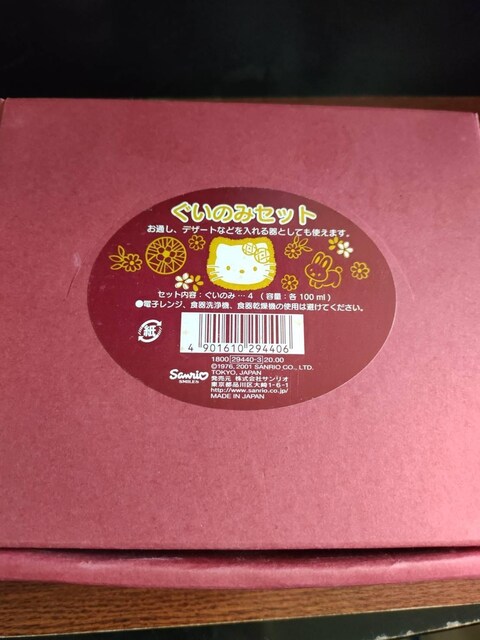 ぐいのみセット
お通し、デザートなどを入れる器としても使えます。
セット内容:ぐいのみ…4 (容量:各100ml)
●電子レンジ、食器洗浄機、食器乾燥機の使用は避けてください。
紙
4 901610 294406
1800 29440-3 20.00
©1976, 2001 SANRIO CO., LTD.
TOKYO, JAPAN
発売元 株式会社サンリオ
東京都品川区大崎1-6-1
http://www.sanrio.co.jp/
MADE IN JAPAN
Sanrio
SMILES